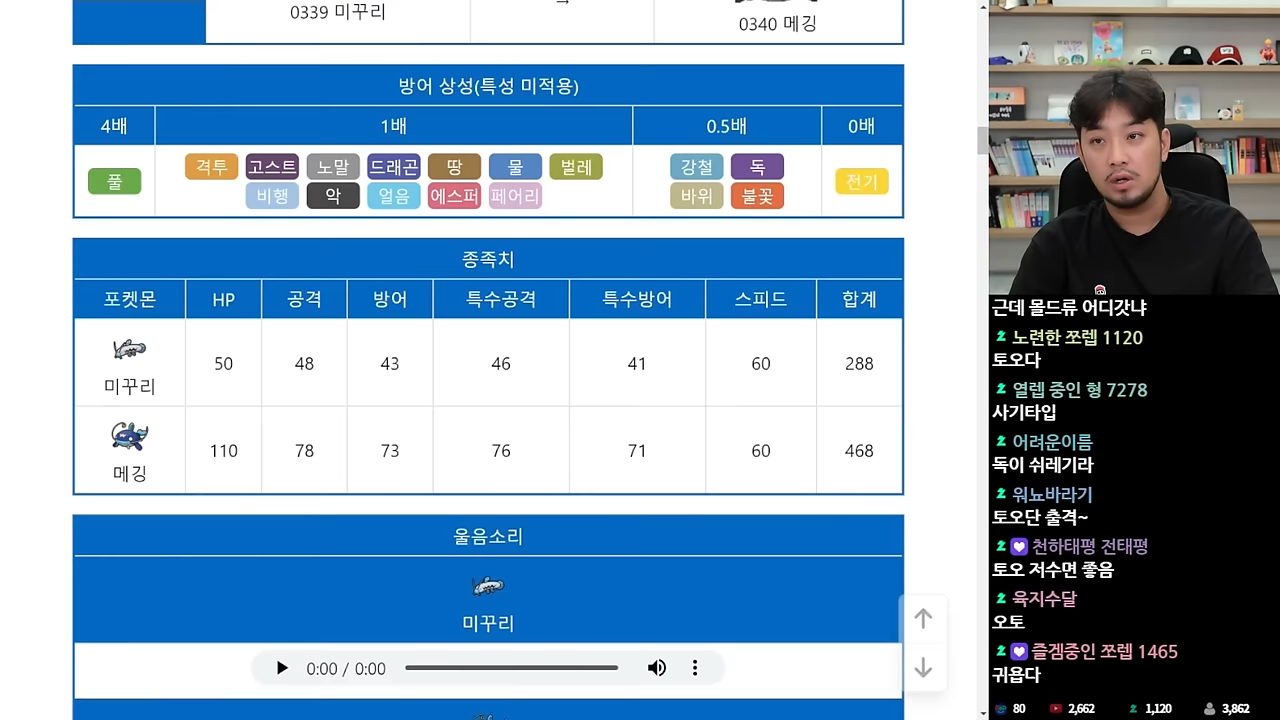 0339 미꾸리
→
0340 메깅
방어 상성(특성 미적용)
4배 1배 0.5배 0배
풀 격투 고스트 노말 드래곤 땅 물 벌레 강철 독 전기
비행 악 얼음 에스퍼 페어리 바위 불꽃
종족치
포켓몬 HP 공격 방어 특수공격 특수방어 스피드 합계
미꾸리 50 48 43 46 41 60 288
메깅 110 78 73 76 71 60 468
울음소리
미꾸리
0:00 / 0:00
근데 몰드류 어디갓냐
노련한 쪼렙 1120
토오다
열렙 중인 형 7278
사기타입
어려운이름
독이 쉬레기라
워뇨바라기
토오단 출격~
천하태평 전태평
토오 저수면 좋음
육지수달
오토
즐겜중인 쪼렙 1465
귀욥다
80 2,662 1,120 3,862